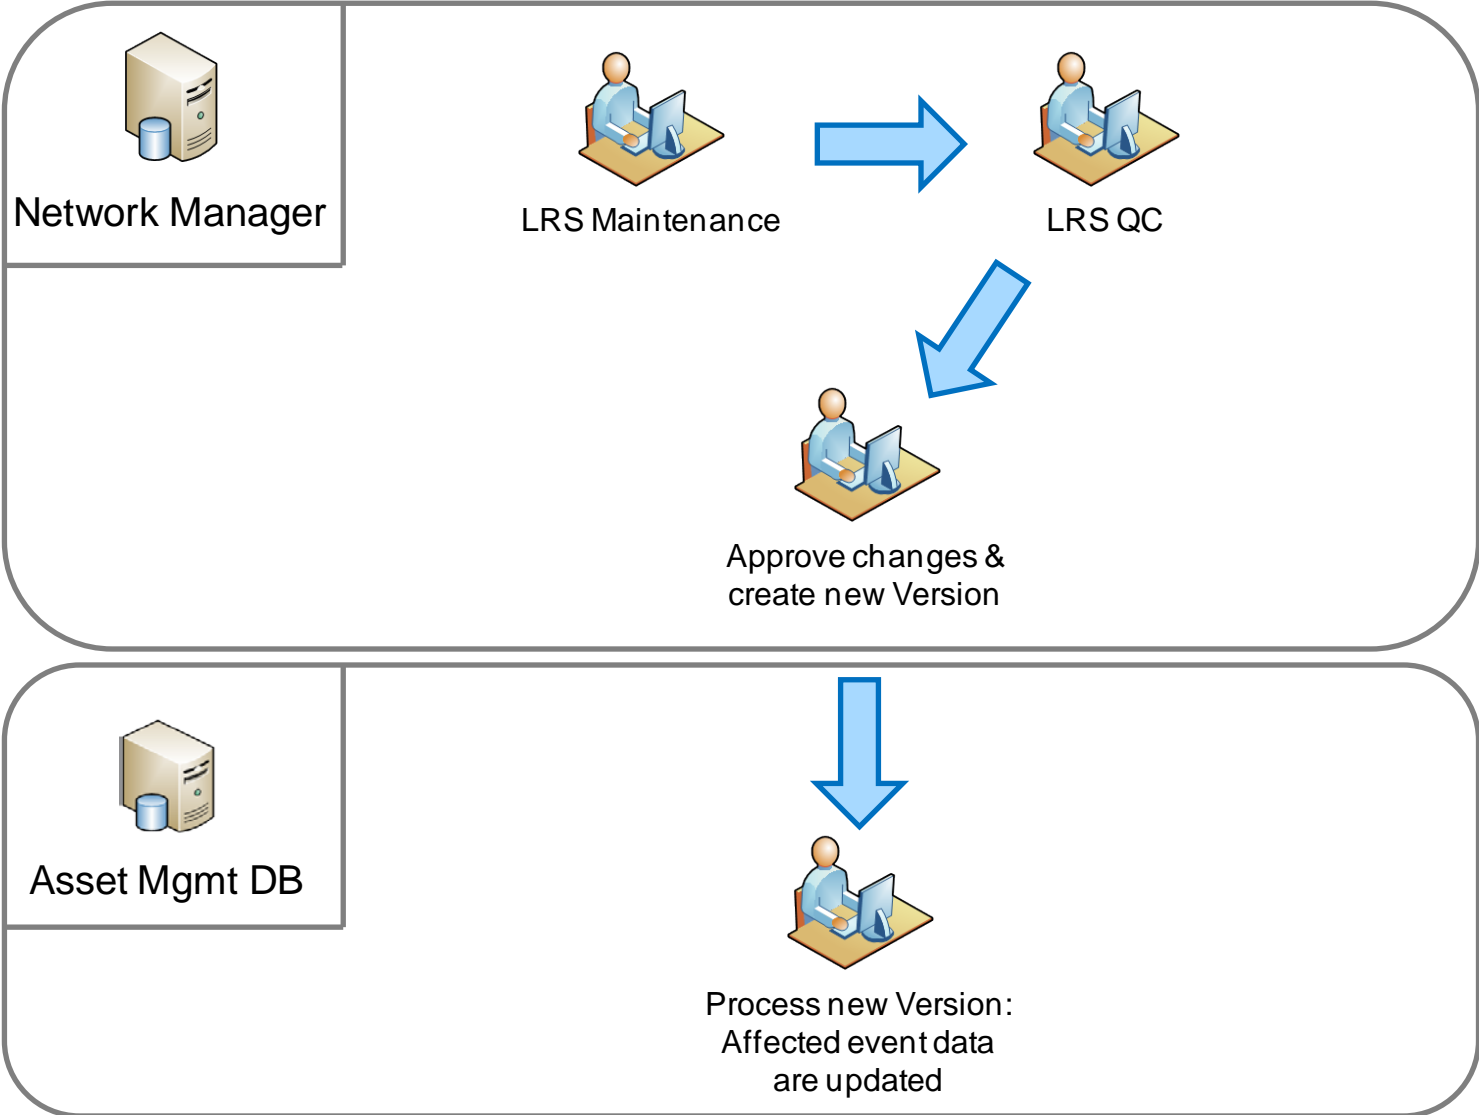 Network Manager
LRS Maintenance
LRS QC
Approve changes &
create new Version
Asset Mgmt DB
Process new Version:
Affected event data
are updated